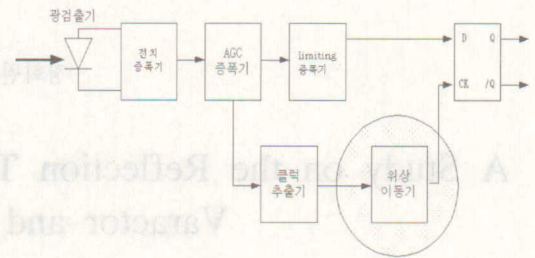 광검출기
전치
증폭기
AGC
증폭기
limiting
증폭기
D Q
CK /Q
클럭
추출기
위상
이동기
A Study on the Reflection T
Varactor and